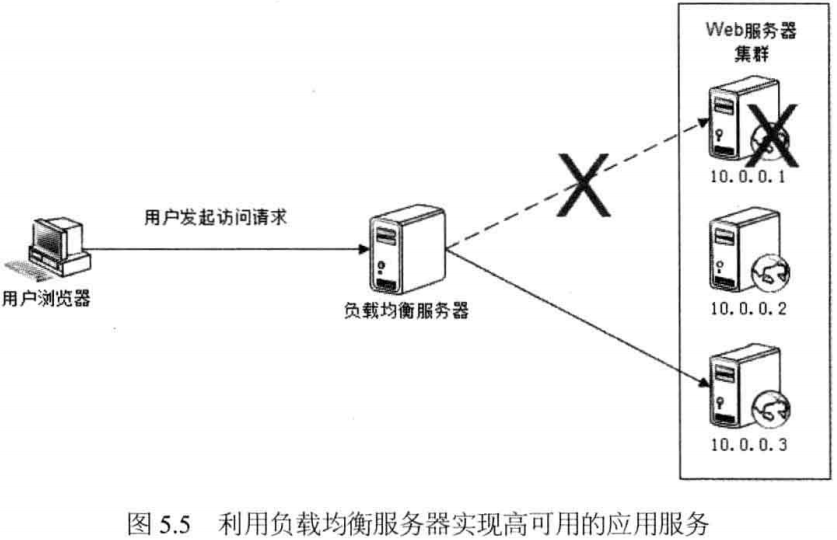 Web服务器
集群
10.0.0.1
用户发起访问请求
用户浏览器
负载均衡服务器
10.0.0.2
10.0.0.3
图 5.5 利用负载均衡服务器实现高可用的应用服务